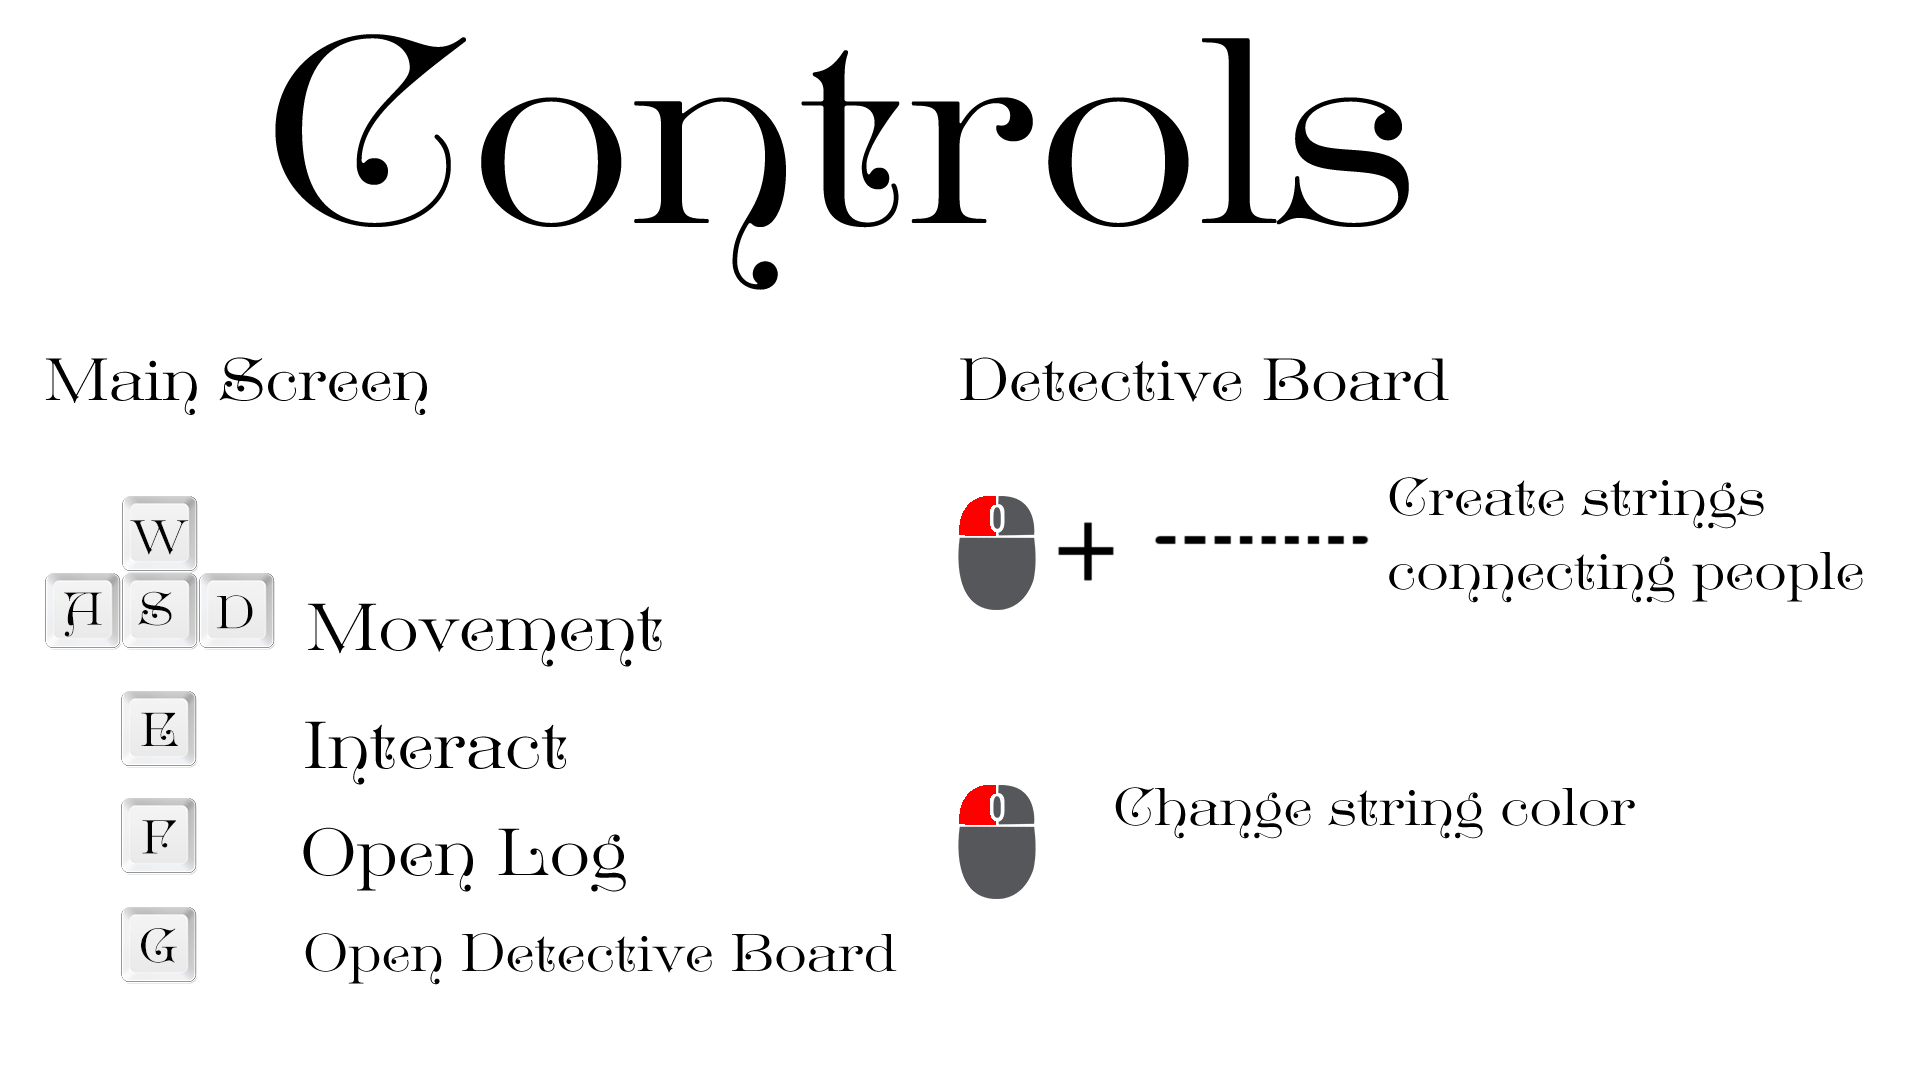 Controls
Main Screen
W
A S D
Movement
E
Interact
F
Open Log
G
Open Detective Board
Detective Board
Create strings
connecting people
Change string color